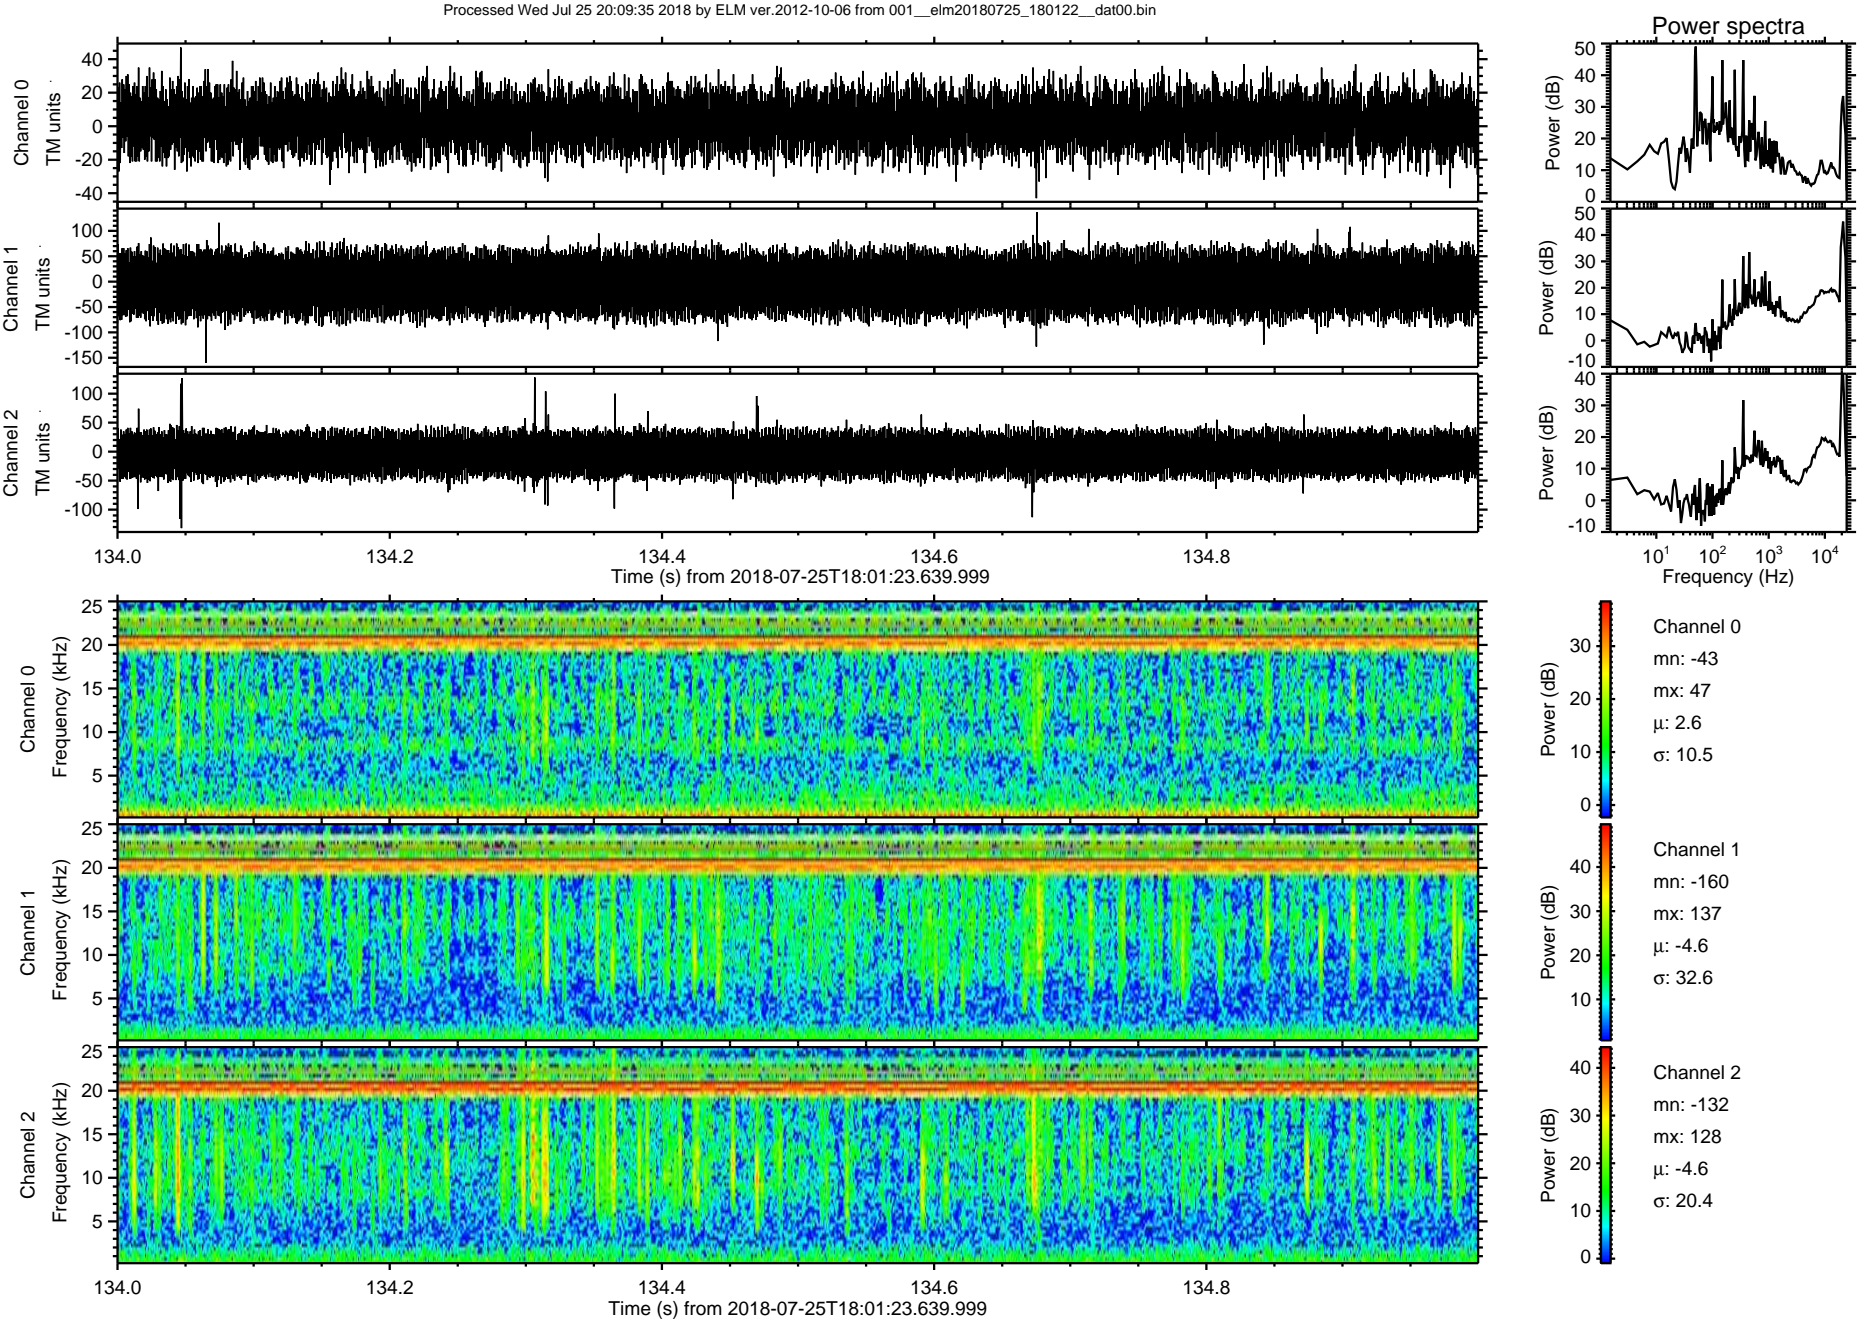 Processed Wed Jul 25 20:09:35 2018 by ELM ver.2012-10-06 from 001__elm20180725_180122__dat00.bin
Power spectra
Channel 0
TM units
40
20
0
-20
-40
Power (dB)
50
40
30
20
10
0
Channel 1
TM units
100
50
0
-50
-100
-150
Power (dB)
50
40
30
20
10
0
-10
Channel 2
TM units
100
50
0
-50
-100
Power (dB)
40
30
20
10
0
-10
134.0 134.2 134.4 134.6 134.8
Time (s) from 2018-07-25T18:01:23.639.999
10¹ 10² 10³ 10⁴
Frequency (Hz)
Channel 0
Frequency (kHz)
25
20
15
10
5
Power (dB)
30
20
10
0
Channel 0
mn: -43
mx: 47
μ: 2.6
σ: 10.5
Channel 1
Frequency (kHz)
25
20
15
10
5
Power (dB)
40
30
20
10
Channel 1
mn: -160
mx: 137
μ: -4.6
σ: 32.6
Channel 2
Frequency (kHz)
25
20
15
10
5
Power (dB)
40
30
20
10
0
Channel 2
mn: -132
mx: 128
μ: -4.6
σ: 20.4
134.0 134.2 134.4 134.6 134.8
Time (s) from 2018-07-25T18:01:23.639.999